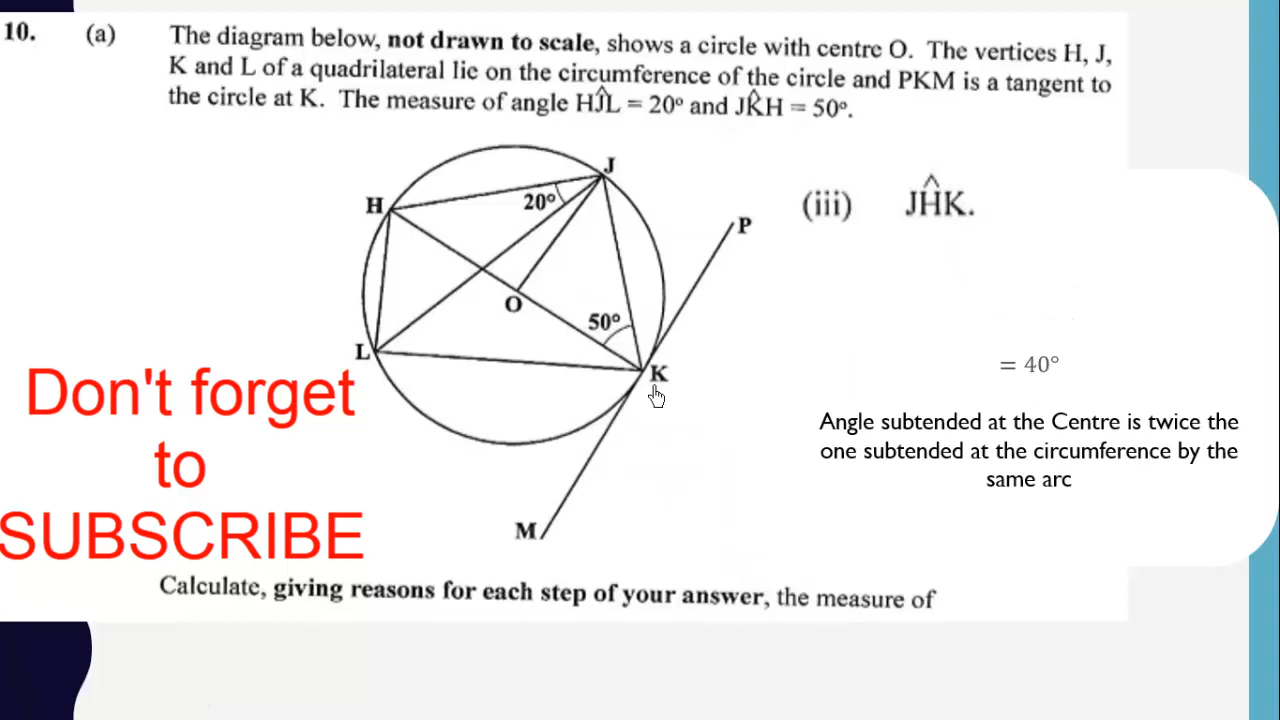 10. (a) The diagram below, not drawn to scale, shows a circle with centre O. The vertices H, J,
K and L of a quadrilateral lie on the circumference of the circle and PKM is a tangent to
the circle at K. The measure of angle HĴL = 20° and JK̂H = 50°.
J
H
20°
P
(iii) JĤK.
O
50°
L
K
= 40°
Don't forget
to
SUBSCRIBE
Angle subtended at the Centre is twice the
one subtended at the circumference by the
same arc
M
Calculate, giving reasons for each step of your answer, the measure of